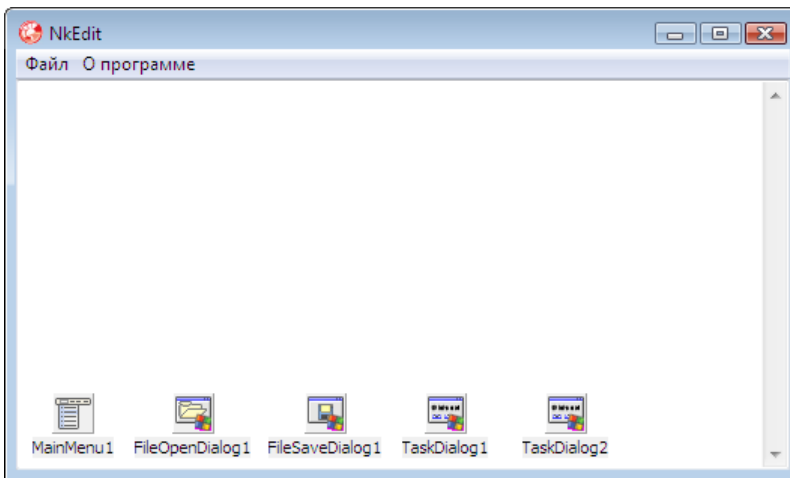 NkEdit
Файл О программе
MainMenu1 FileOpenDialog1 FileSaveDialog1 TaskDialog1 TaskDialog2